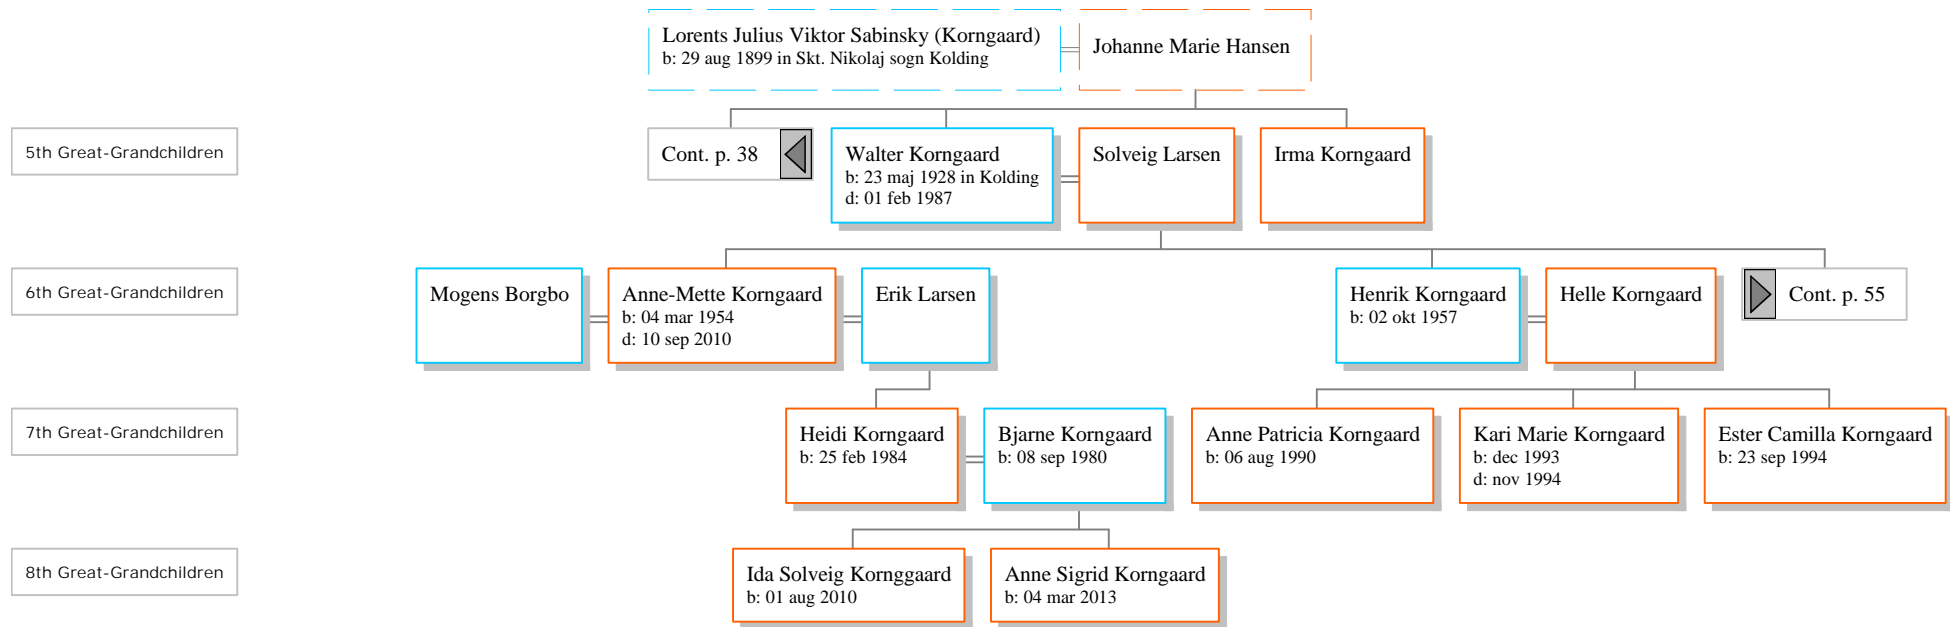 Lorents Julius Viktor Sabinsky (Korngaard)
b: 29 aug 1899 in Skt. Nikolaj sogn Kolding
Johanne Marie Hansen
5th Great-Grandchildren
Cont. p. 38
Walter Korngaard
b: 23 maj 1928 in Kolding
d: 01 feb 1987
Solveig Larsen
Irma Korngaard
6th Great-Grandchildren
Mogens Borgbo
Anne-Mette Korngaard
b: 04 mar 1954
d: 10 sep 2010
Erik Larsen
Henrik Korngaard
b: 02 okt 1957
Helle Korngaard
Cont. p. 55
7th Great-Grandchildren
Heidi Korngaard
b: 25 feb 1984
Bjarne Korngaard
b: 08 sep 1980
Anne Patricia Korngaard
b: 06 aug 1990
Kari Marie Korngaard
b: dec 1993
d: nov 1994
Ester Camilla Korngaard
b: 23 sep 1994
8th Great-Grandchildren
Ida Solveig Kornggaard
b: 01 aug 2010
Anne Sigrid Korngaard
b: 04 mar 2013